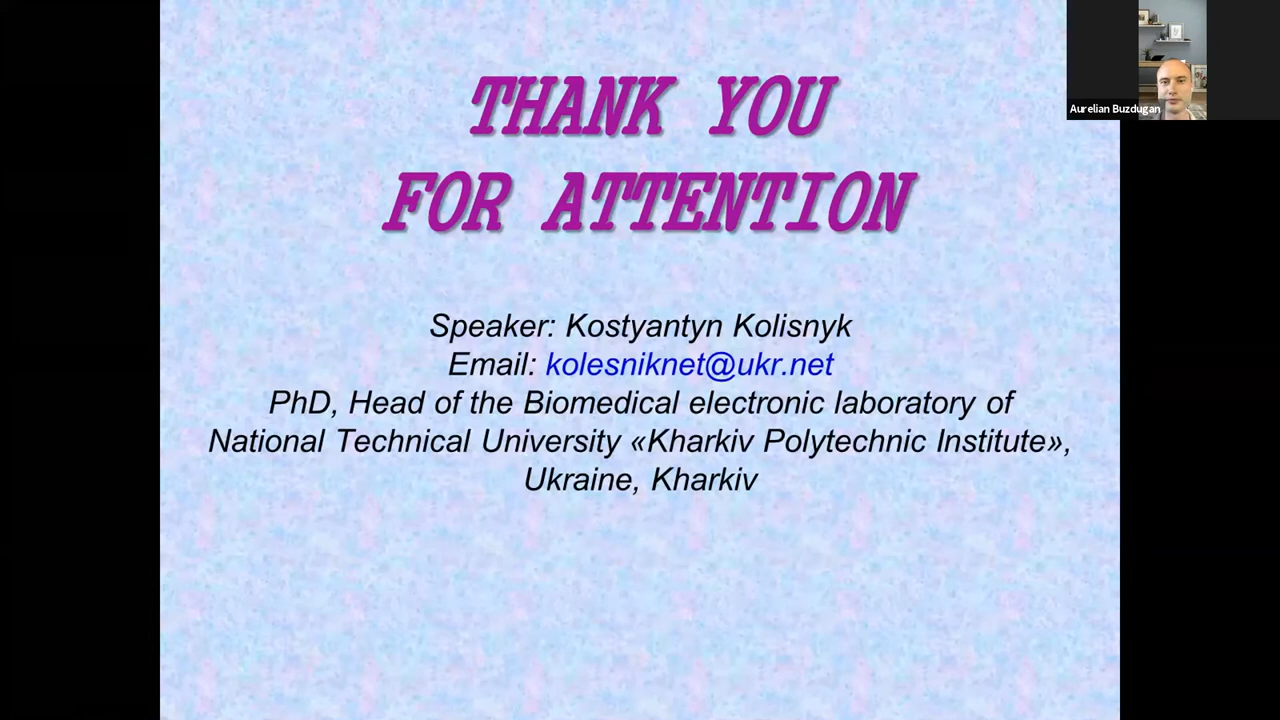 THANK YOU
FOR ATTENTION
Speaker: Kostyantyn Kolisnyk
Email: kolesniknet@ukr.net
PhD, Head of the Biomedical electronic laboratory of
National Technical University «Kharkiv Polytechnic Institute»,
Ukraine, Kharkiv
Aurelian Buzdugan